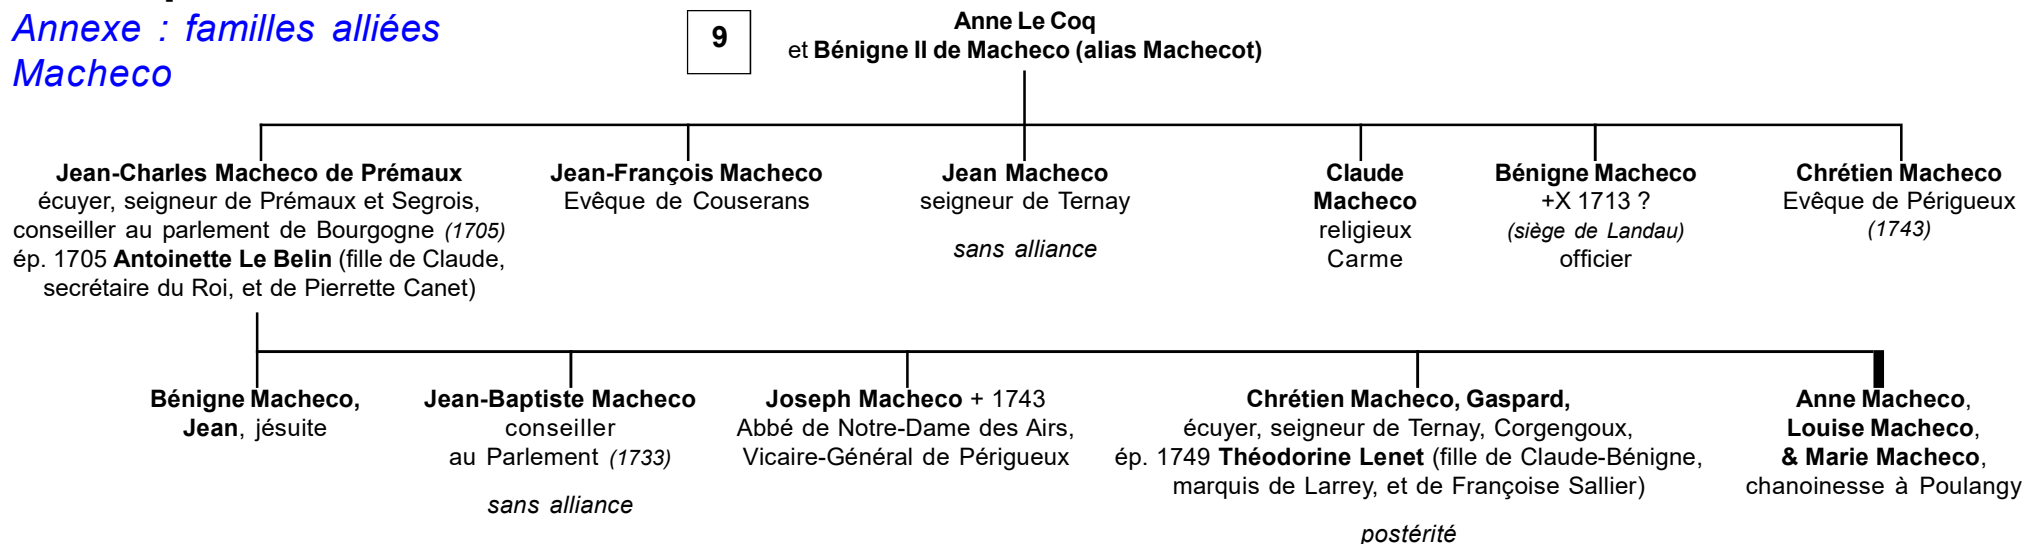 Annexe : familles alliées
Macheco
9
Anne Le Coq
et Bénigne II de Macheco (alias Machecot)
Jean-Charles Macheco de Prémaux
écuyer, seigneur de Prémaux et Segrois,
conseiller au parlement de Bourgogne (1705)
ép. 1705 Antoinette Le Belin (fille de Claude,
secrétaire du Roi, et de Pierrette Canet)
Jean-François Macheco
Evêque de Couserans
Jean Macheco
seigneur de Ternay
sans alliance
Claude
Macheco
religieux
Carme
Bénigne Macheco
+X 1713 ?
(siège de Landau)
officier
Chrétien Macheco
Evêque de Périgueux
(1743)
Bénigne Macheco,
Jean, jésuite
Jean-Baptiste Macheco
conseiller
au Parlement (1733)
sans alliance
Joseph Macheco + 1743
Abbé de Notre-Dame des Airs,
Vicaire-Général de Périgueux
Chrétien Macheco, Gaspard,
écuyer, seigneur de Ternay, Corgengoux,
ép. 1749 Théodorine Lenet (fille de Claude-Bénigne,
marquis de Larrey, et de Françoise Sallier)
postérité
Anne Macheco,
Louise Macheco,
& Marie Macheco,
chanoinesse à Poulangy